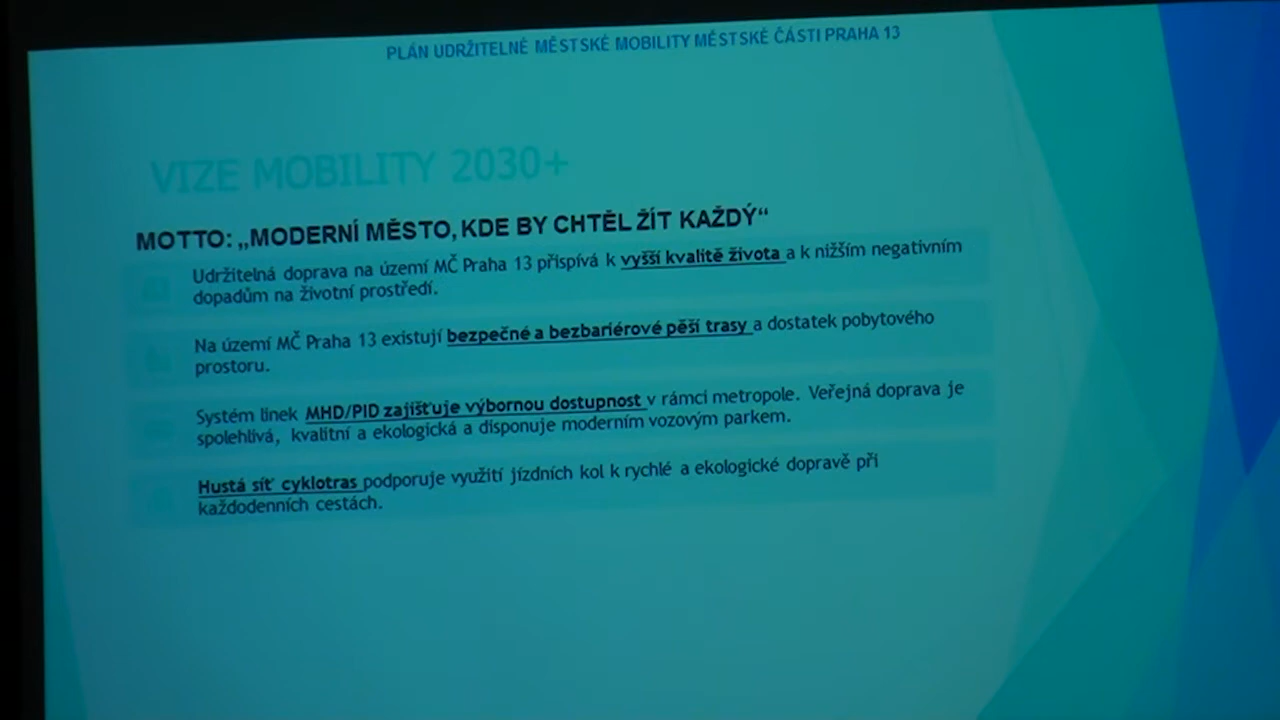 PLÁN UDRŽITELNÉ MĚSTSKÉ MOBILITY MĚSTSKÉ ČÁSTI PRAHA 13
VIZE MOBILITY 2030+
MOTTO: „MODERNÍ MĚSTO, KDE BY CHTĚL ŽÍT KAŽDÝ“
Udržitelná doprava na území MČ Praha 13 přispívá k vyšší kvalitě života a k nižším negativním
dopadům na životní prostředí.
Na území MČ Praha 13 existují bezpečné a bezbariérové pěší trasy a dostatek pobytového
prostoru.
Systém linek MHD/PID zajišťuje výbornou dostupnost v rámci metropole. Veřejná doprava je
spolehlivá, kvalitní a ekologická a disponuje moderním vozovým parkem.
Hustá síť cyklotras podporuje využití jízdních kol k rychlé a ekologické dopravě při
každodenních cestách.